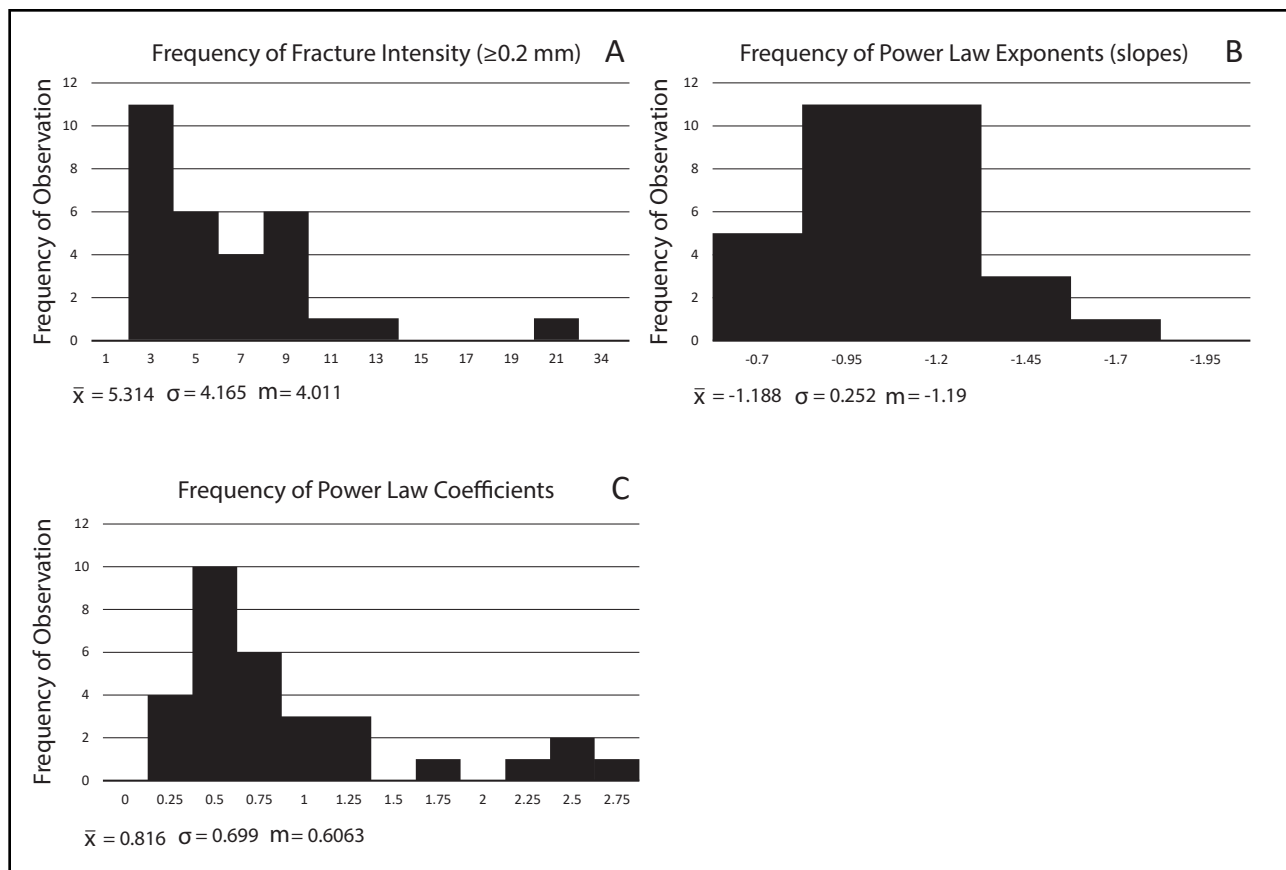 Frequency of Fracture Intensity (≥0.2 mm) A
Frequency of Observation
12
10
8
6
4
2
0
1 3 5 7 9 11 13 15 17 19 21 34
x̄ = 5.314 σ = 4.165 m = 4.011
Frequency of Power Law Exponents (slopes) B
Frequency of Observation
12
10
8
6
4
2
0
-0.7 -0.95 -1.2 -1.45 -1.7 -1.95
x̄ = -1.188 σ = 0.252 m = -1.19
Frequency of Power Law Coefficients C
Frequency of Observation
12
10
8
6
4
2
0
0 0.25 0.5 0.75 1 1.25 1.5 1.75 2 2.25 2.5 2.75
x̄ = 0.816 σ = 0.699 m = 0.6063